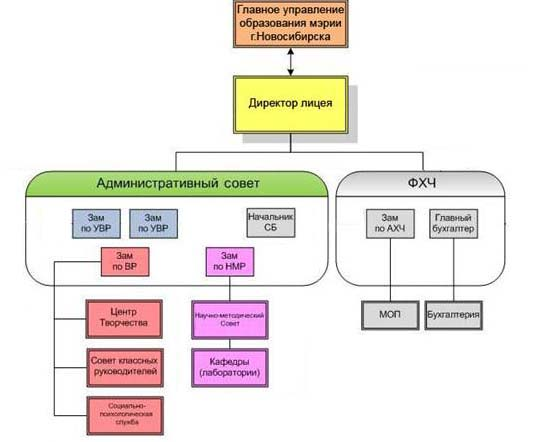 Главное управление
образования мэрии
г.Новосибирска
Директор лицея
Административный совет
ФХЧ
Зам
по УВР
Зам
по УВР
Начальник
СБ
Зам
по АХЧ
Главный
бухгалтер
Зам
по ВР
Зам
по НМР
Центр
Творчества
Научно-методический
Совет
МОП
Бухгалтерия
Совет классных
руководителей
Кафедры
(лаборатории)
Социально-
психологическая
служба